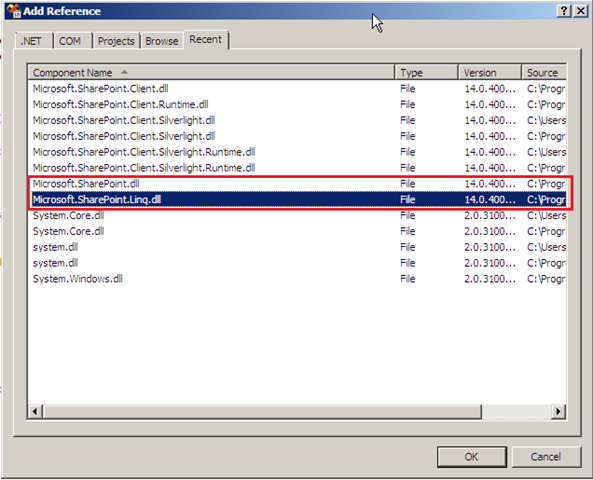 Add Reference
.NET COM Projects Browse Recent
Component Name Type Version Source
Microsoft.SharePoint.Client.dll File 14.0.400... C:\Progr
Microsoft.SharePoint.Client.Runtime.dll File 14.0.400... C:\Progr
Microsoft.SharePoint.Client.Silverlight.dll File 14.0.400... C:\Users
Microsoft.SharePoint.Client.Silverlight.dll File 14.0.400... C:\Progr
Microsoft.SharePoint.Client.Silverlight.Runtime.dll File 14.0.400... C:\Users
Microsoft.SharePoint.Client.Silverlight.Runtime.dll File 14.0.400... C:\Progr
Microsoft.SharePoint.dll File 14.0.400... C:\Progr
Microsoft.SharePoint.Linq.dll File 14.0.400... C:\Progr
System.Core.dll File 2.0.3100... C:\Users
System.Core.dll File 2.0.3100... C:\Progr
system.dll File 2.0.3100... C:\Users
system.dll File 2.0.3100... C:\Progr
System.Windows.dll File 2.0.3100... C:\Progr
OK Cancel